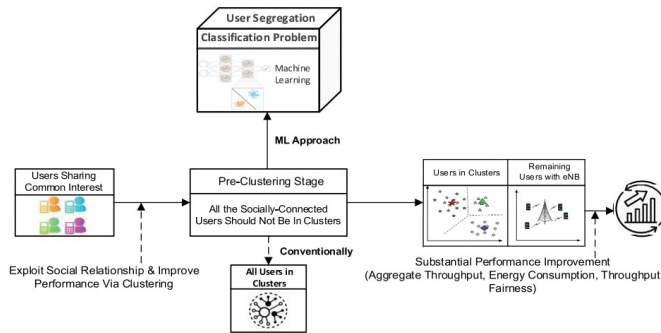 User Segregation
Classification Problem
Machine
Learning
ML Approach
Users Sharing
Common Interest
Pre-Clustering Stage
All the Socially-Connected
Users Should Not Be In Clusters
Users in Clusters
Remaining
Users with eNB
Exploit Social Relationship & Improve
Performance Via Clustering
Conventionally
All Users in
Clusters
Substantial Performance Improvement
(Aggregate Throughput, Energy Consumption, Throughput
Fairness)